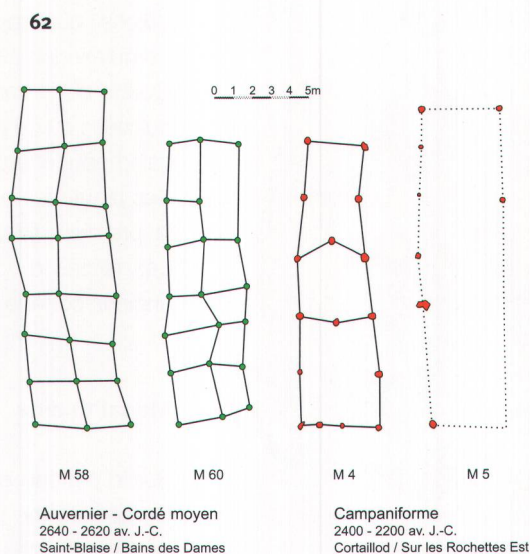 62
0 1 2 3 4 5m
M 58 M 60 M 4 M 5
Auvernier - Cordé moyen
2640 - 2620 av. J.-C.
Saint-Blaise / Bains des Dames
Campaniforme
2400 - 2200 av. J.-C.
Cortaillod / Sur les Rochettes Est